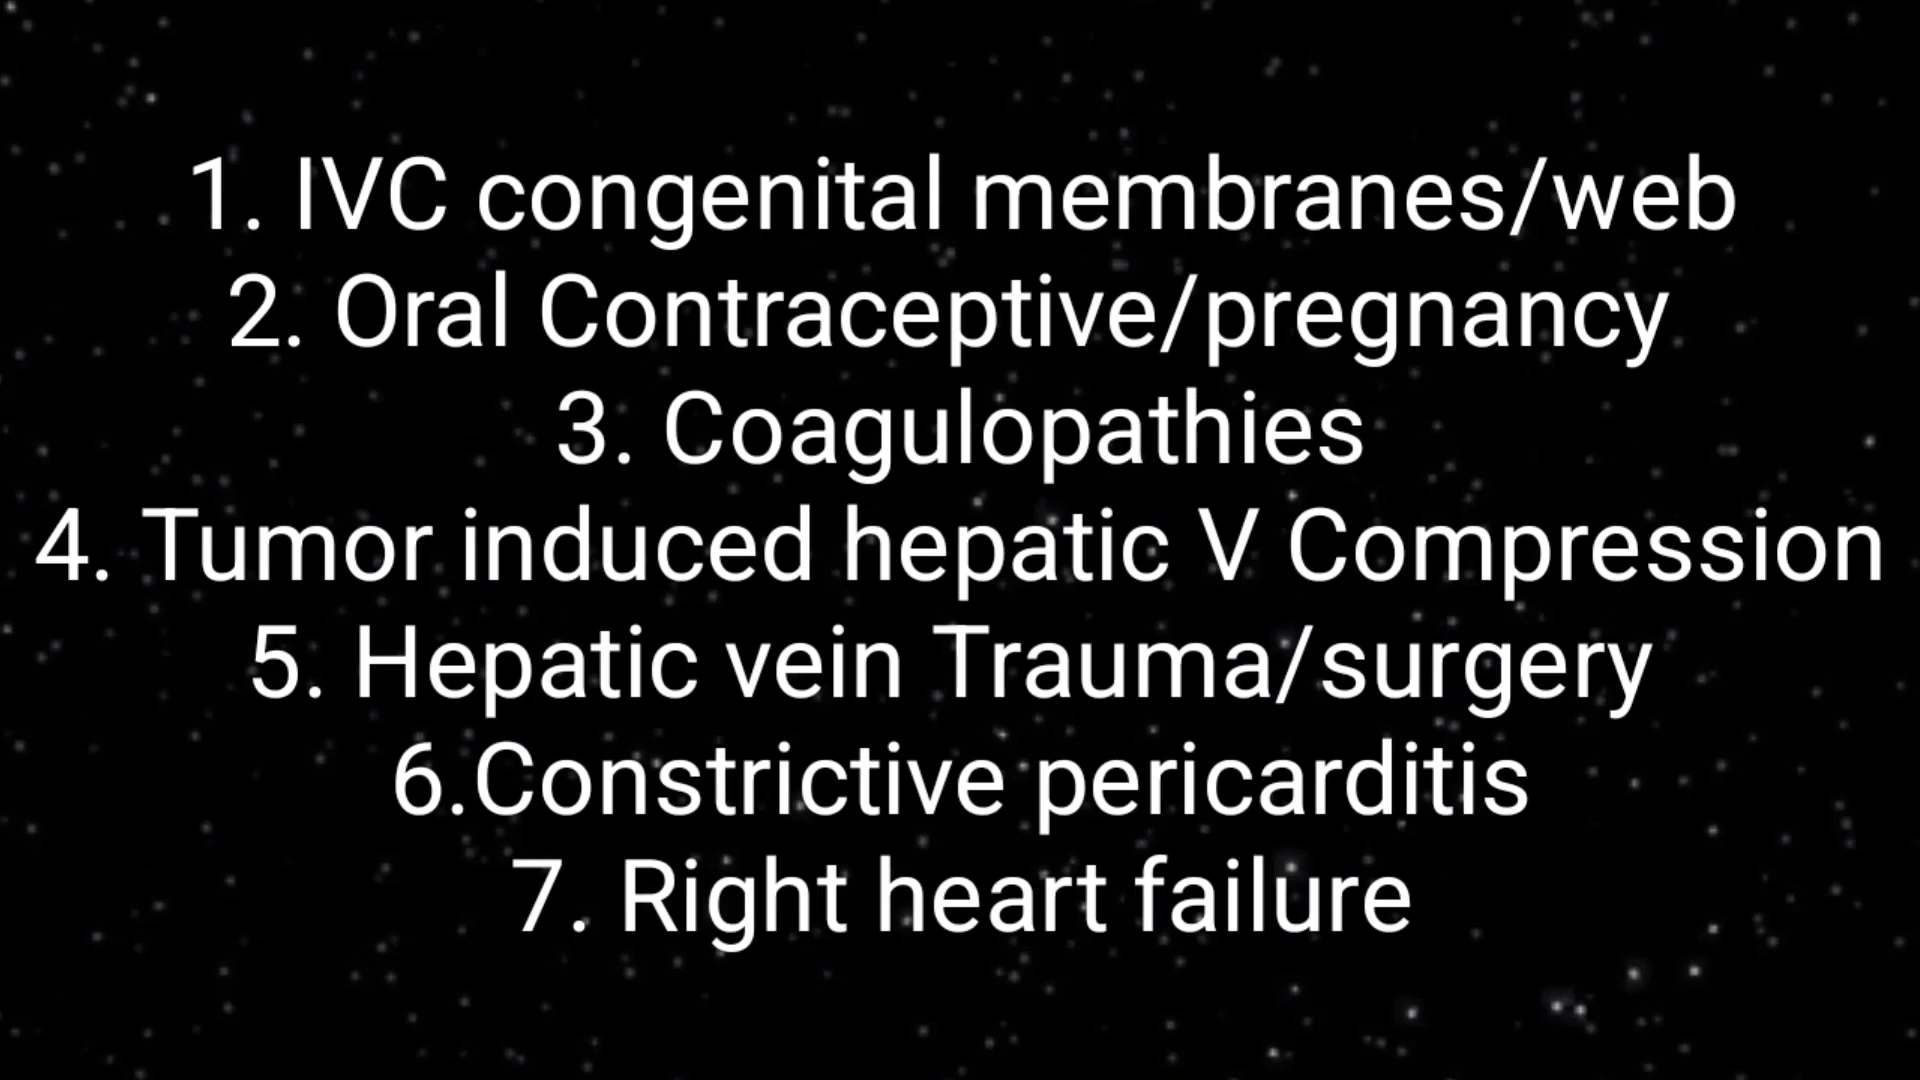 1. IVC congenital membranes/web
2. Oral Contraceptive/pregnancy
3. Coagulopathies
4. Tumor induced hepatic V Compression
5. Hepatic vein Trauma/surgery
6.Constrictive pericarditis
7. Right heart failure